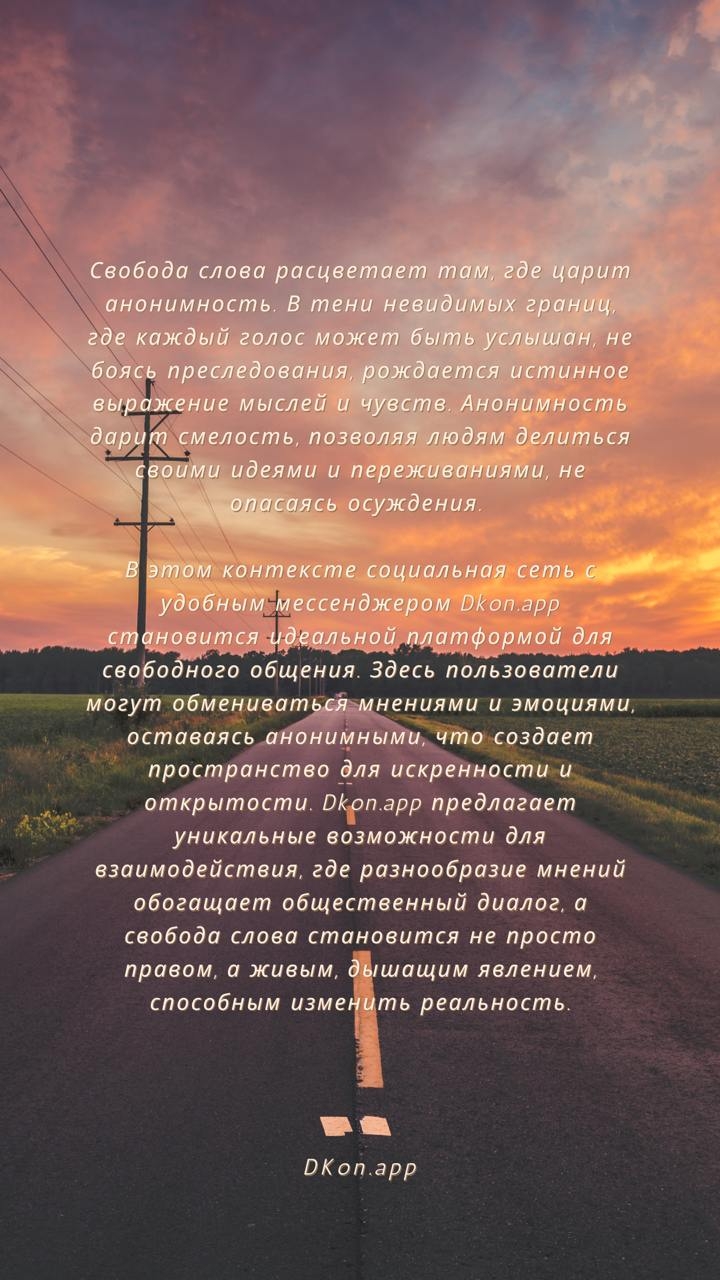 Свобода слова расцветает там, где царит
анонимность. В тени невидимых границ,
где каждый голос может быть услышан, не
боясь преследования, рождается истинное
выражение мыслей и чувств. Анонимность
дарит смелость, позволяя людям делиться
своими идеями и переживаниями, не
опасаясь осуждения.
В этом контексте социальная сеть с
удобным мессенджером Dkon.app
становится идеальной платформой для
свободного общения. Здесь пользователи
могут обмениваться мнениями и эмоциями,
оставаясь анонимными, что создает
пространство для искренности и
открытости. Dkon.app предлагает
уникальные возможности для
взаимодействия, где разнообразие мнений
обогащает общественный диалог, а
свобода слова становится не просто
правом, а живым, дышащим явлением,
способным изменить реальность.
DKon.app